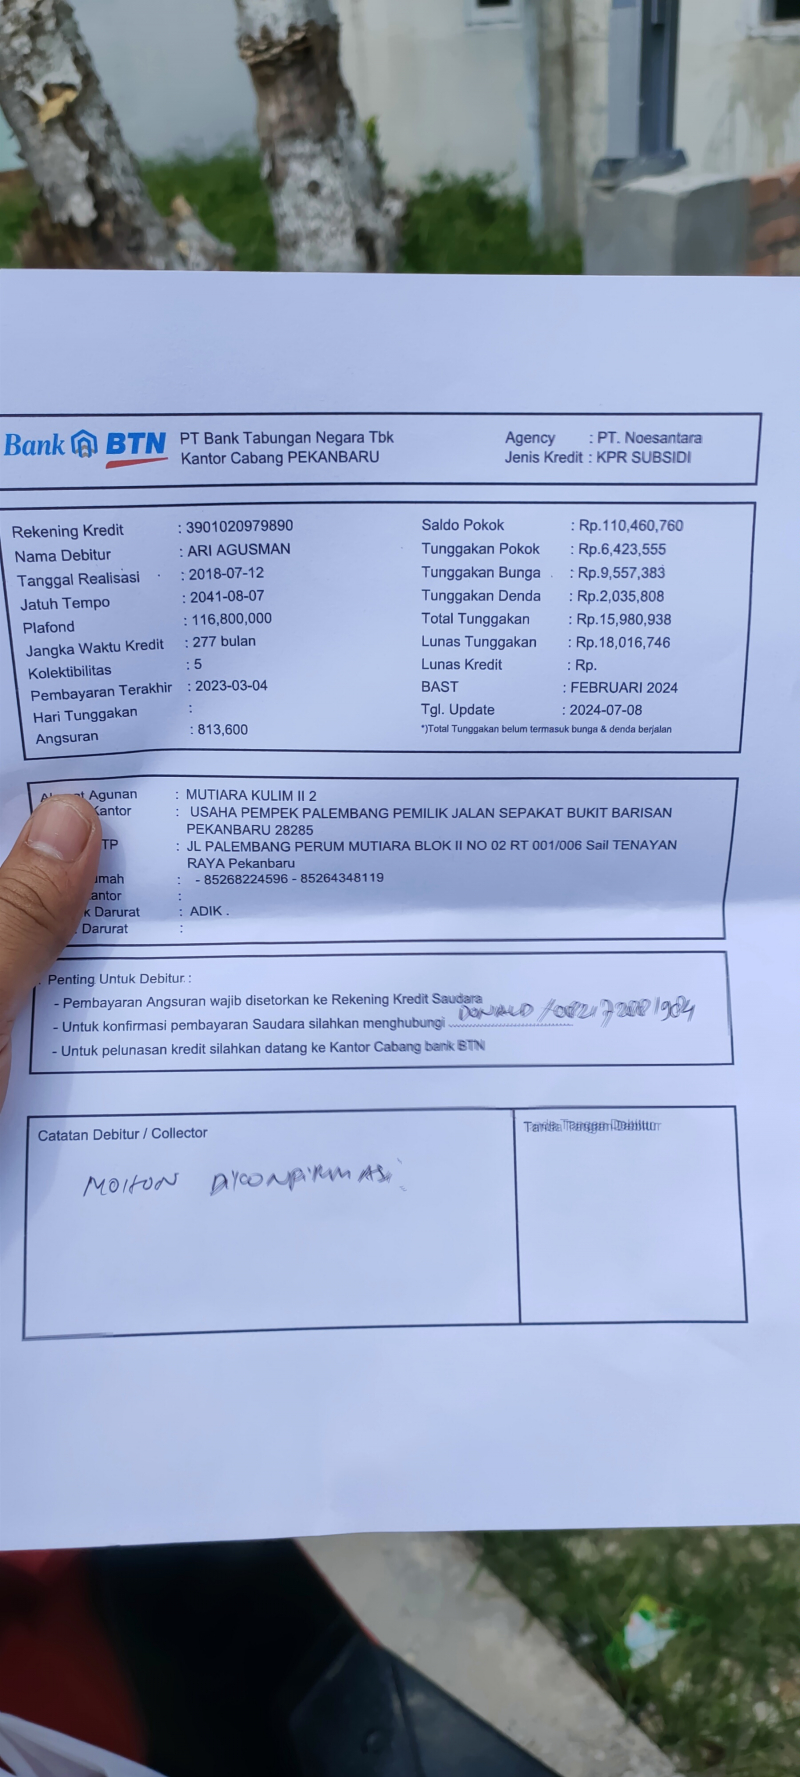 Bank BTN PT Bank Tabungan Negara Tbk
Kantor Cabang PEKANBARU
Agency : PT. Noesantara
Jenis Kredit : KPR SUBSIDI
Rekening Kredit : 3901020979890
Nama Debitur : ARI AGUSMAN
Tanggal Realisasi : 2018-07-12
Jatuh Tempo : 2041-08-07
Plafond : 116,800,000
Jangka Waktu Kredit : 277 bulan
Kolektibilitas : 5
Pembayaran Terakhir : 2023-03-04
Hari Tunggakan :
Angsuran : 813,600
Saldo Pokok : Rp.110,460,760
Tunggakan Pokok : Rp.6,423,555
Tunggakan Bunga : Rp.9,557,383
Tunggakan Denda : Rp.2,035,808
Total Tunggakan : Rp.15,980,938
Lunas Tunggakan : Rp.18,016,746
Lunas Kredit : Rp.
BAST : FEBRUARI 2024
Tgl. Update : 2024-07-08
*)Total Tunggakan belum termasuk bunga & denda berjalan
Agunan : MUTIARA KULIM II 2
Kantor : USAHA PEMPEK PALEMBANG PEMILIK JALAN SEPAKAT BUKIT BARISAN
PEKANBARU 28285
TP : JL PALEMBANG PERUM MUTIARA BLOK II NO 02 RT 001/006 Sail TENAYAN
RAYA Pekanbaru
umah : - 85268224596 - 85264348119
antor :
k Darurat : ADIK .
Darurat :
Penting Untuk Debitur :
- Pembayaran Angsuran wajib disetorkan ke Rekening Kredit Saudara
- Untuk konfirmasi pembayaran Saudara silahkan menghubungi DONALD
- Untuk pelunasan kredit silahkan datang ke Kantor Cabang bank BTN
Catatan Debitur / Collector
Tanda Tangan Debitur
MOHON DICONFIRMASI